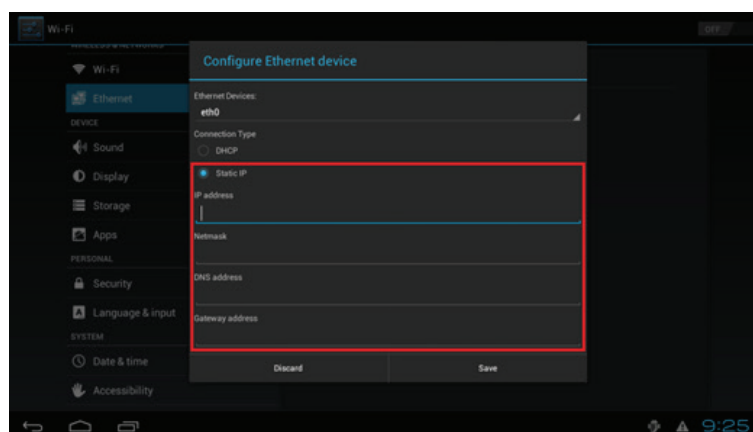 Wi-Fi
OFF
WIRELESS & NETWORKS
Wi-Fi
Ethernet
DEVICE
Sound
Display
Storage
Apps
PERSONAL
Security
Language & input
SYSTEM
Date & time
Accessibility
Configure Ethernet device
Ethernet Devices:
eth0
Connection Type
DHCP
Static IP
IP address
Netmask
DNS address
Gateway address
Discard
Save
9:25